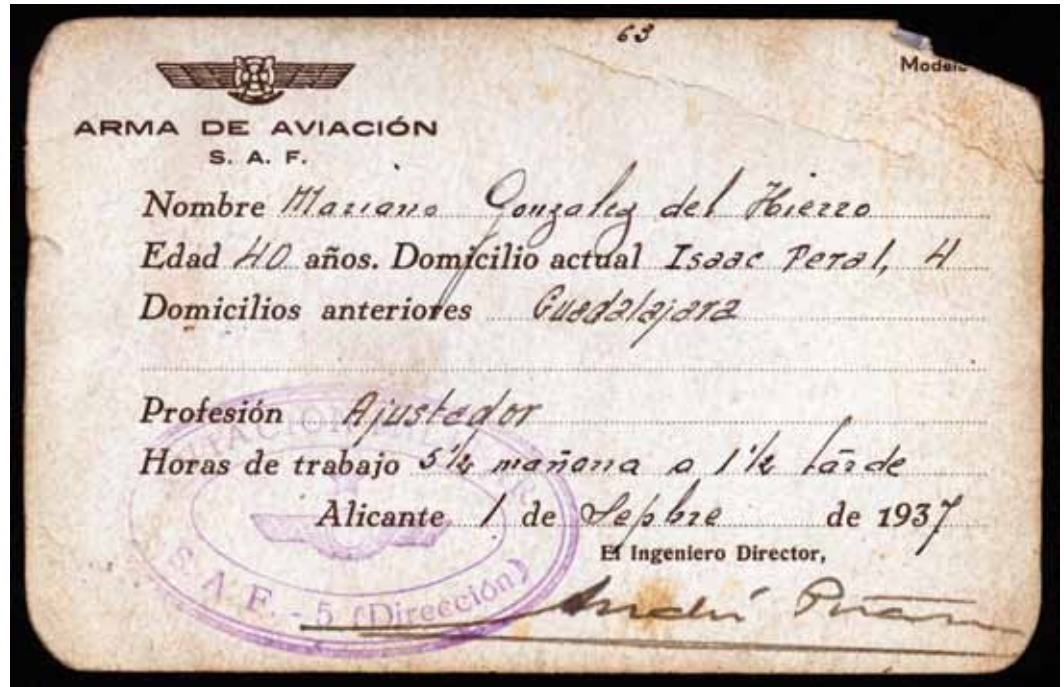 63
Modelo
ARMA DE AVIACIÓN
S. A. F.
Nombre Mariano Gonzalez del Hierro
Edad 40 años. Domicilio actual Isaac Peral, 4
Domicilios anteriores Guadalajara
Profesión Ajustador
Horas de trabajo 5½ mañana a 1½ tarde
Alicante 1 de Sepbre de 1937
El Ingeniero Director,
S. A. F. - 5 (Dirección)